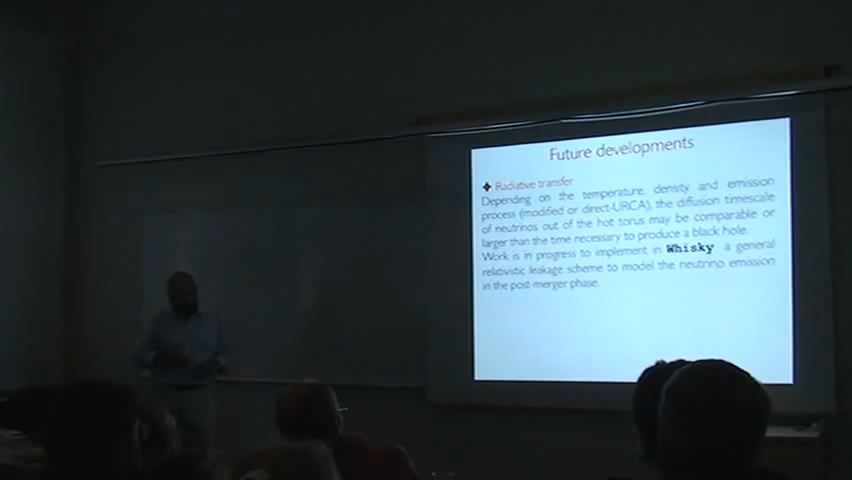 Future developments
❖ Radiative transfer
Depending on the temperature, density and emission
process (modified or direct-URCA), the diffusion timescale
of neutrinos out of the hot torus may be comparable or
larger than the time necessary to produce a black hole.
Work is in progress to implement in Whisky a general
relativistic leakage scheme to model the neutrino emission
in the post-merger phase.